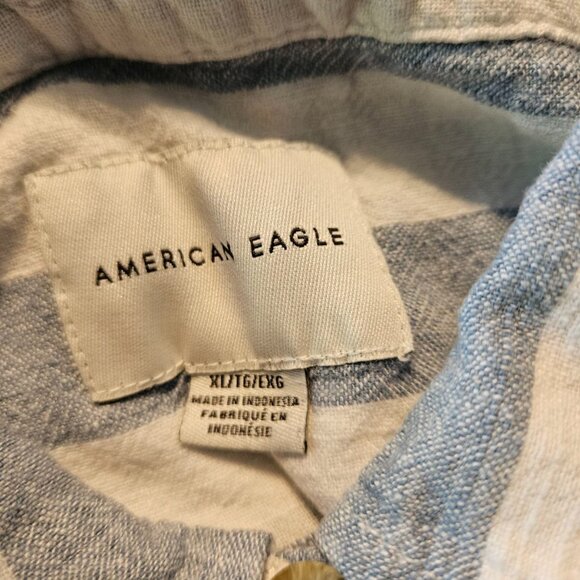 AMERICAN EAGLE
XL/TG/EXG
MADE IN INDONESIA
FABRIQUÉ EN
INDONÉSIE